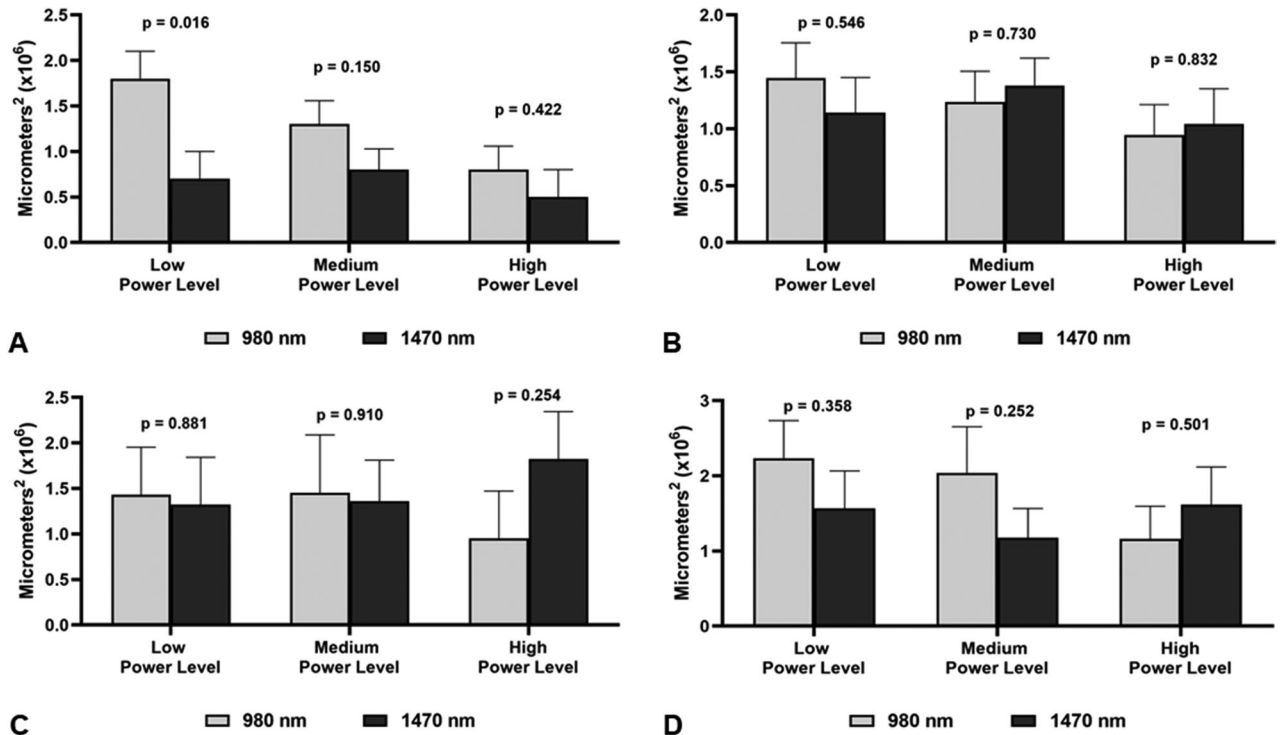 Micrometers² (x10⁶)
2.5
2.0
1.5
1.0
0.5
0.0
p = 0.016
p = 0.150
p = 0.422
Low
Power Level
Medium
Power Level
High
Power Level
A
980 nm
1470 nm
Micrometers² (x10⁶)
2.0
1.5
1.0
0.5
0.0
p = 0.546
p = 0.730
p = 0.832
Low
Power Level
Medium
Power Level
High
Power Level
B
980 nm
1470 nm
Micrometers² (x10⁶)
2.5
2.0
1.5
1.0
0.5
0.0
p = 0.881
p = 0.910
p = 0.254
Low
Power Level
Medium
Power Level
High
Power Level
C
980 nm
1470 nm
Micrometers² (x10⁶)
3
2
1
0
p = 0.358
p = 0.252
p = 0.501
Low
Power Level
Medium
Power Level
High
Power Level
D
980 nm
1470 nm